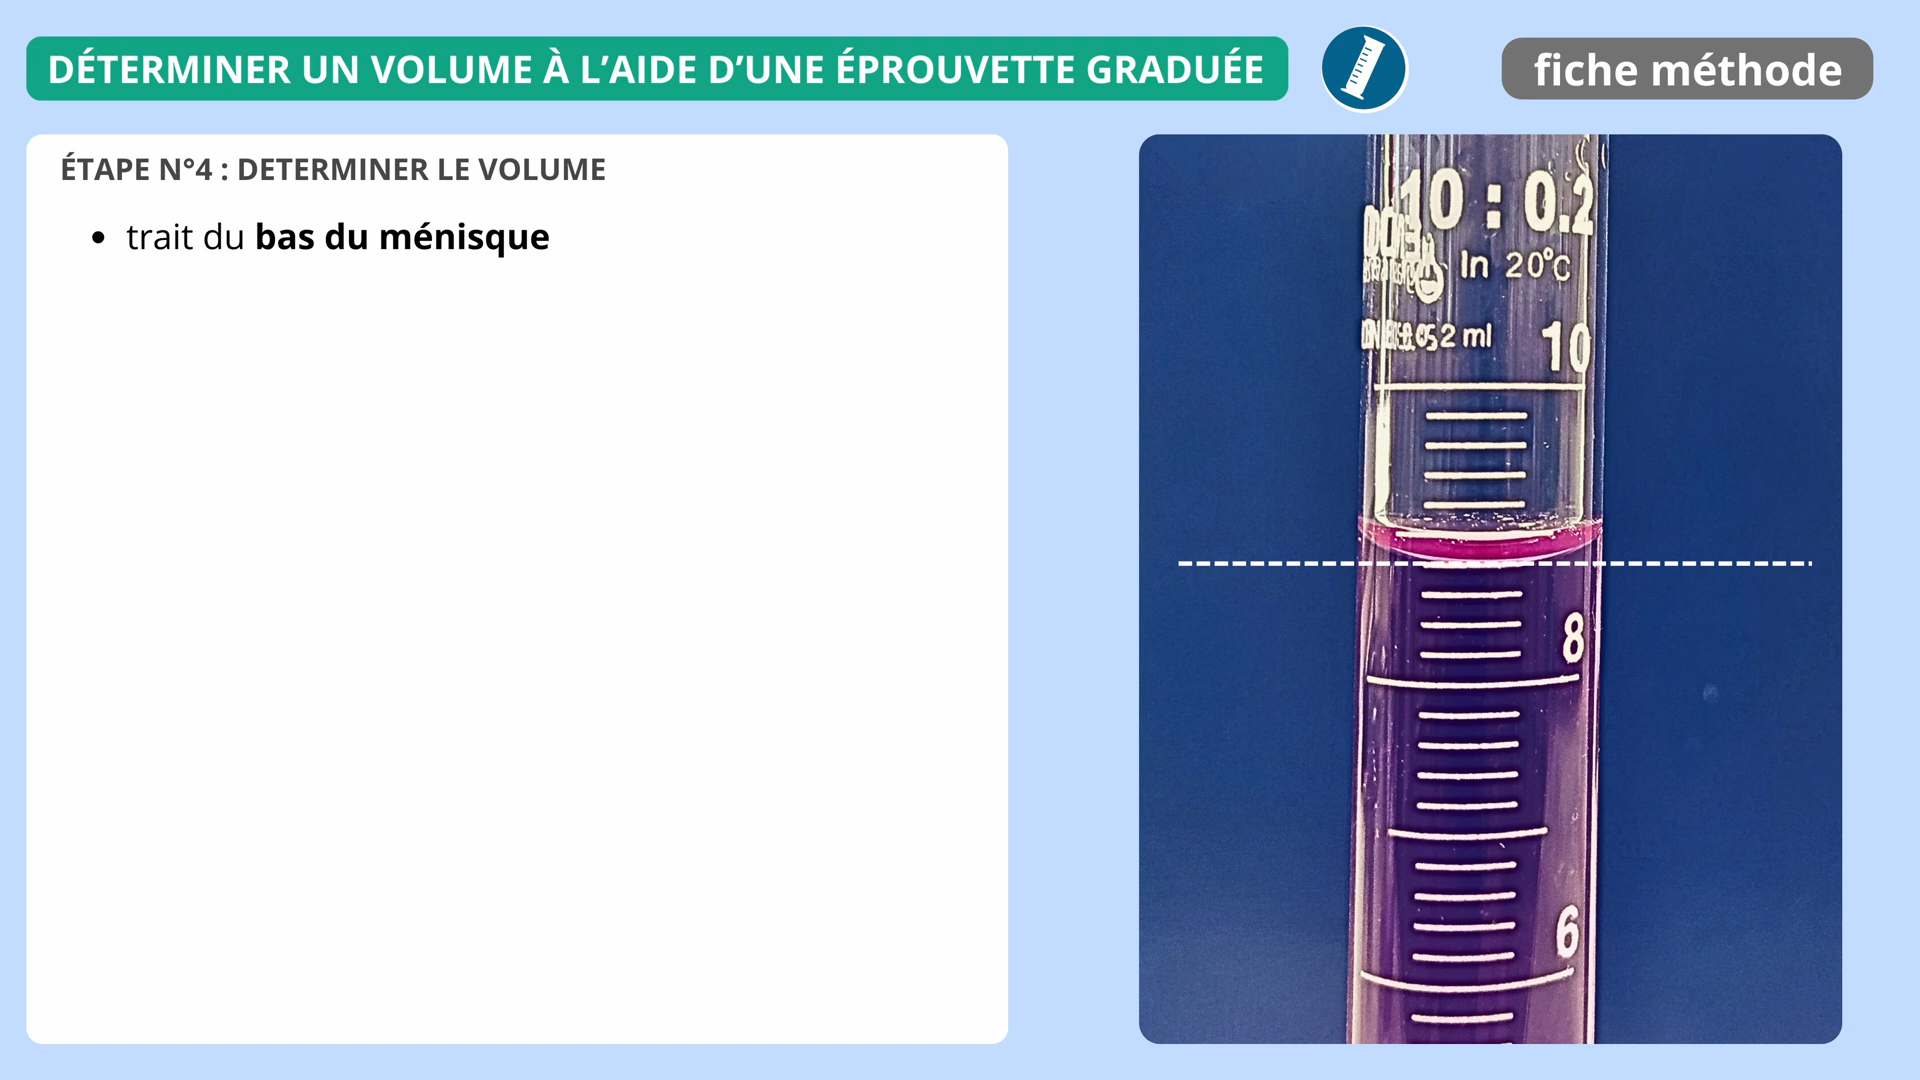 DÉTERMINER UN VOLUME À L’AIDE D’UNE ÉPROUVETTE GRADUÉE
fiche méthode
ÉTAPE N°4 : DETERMINER LE VOLUME
• trait du bas du ménisque
10 : 0.2
In 20°C
ml
10
8
6